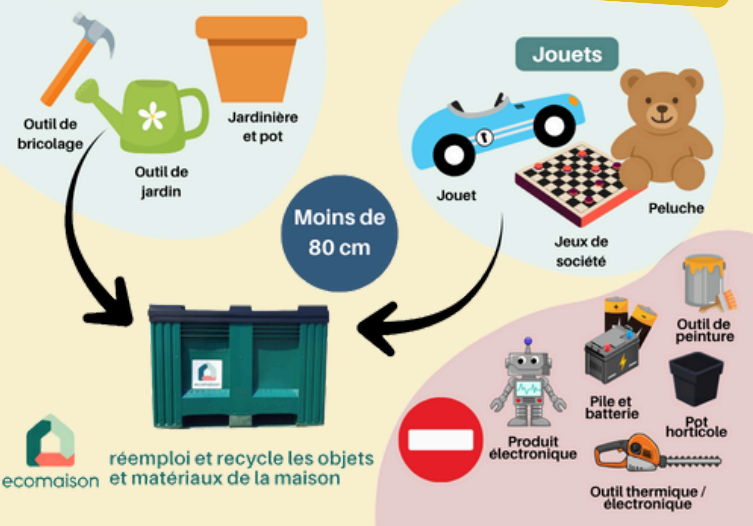 Outil de
bricolage
Outil de
jardin
Jardinière
et pot
Jouets
Jouet
Jeux de
société
Peluche
Moins de
80 cm
ecomaison
ecomaison
réemploi et recycle les objets
et matériaux de la maison
Produit
électronique
Pile et
batterie
Outil de
peinture
Pot
horticole
Outil thermique /
électronique